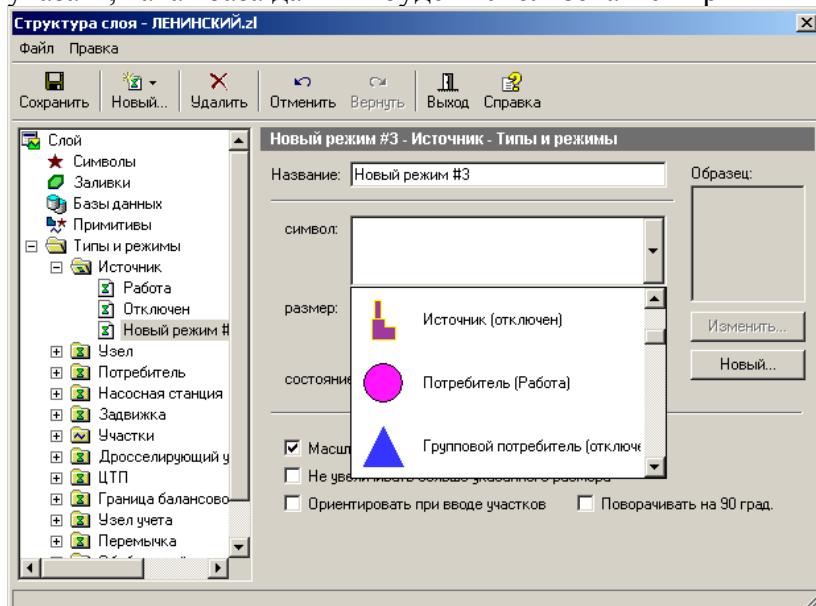 Структура слоя - ЛЕНИНСКИЙ.zl
Файл Правка
Сохранить Новый... Удалить Отменить Вернуть Выход Справка
Слой
Символы
Заливки
Базы данных
Примитивы
Типы и режимы
Источник
Работа
Отключен
Новый режим #
Узел
Потребитель
Насосная станция
Задвижка
Участки
Дросселирующий у
ЦТП
Граница балансово
Узел учета
Перемычка
Новый режим #3 - Источник - Типы и режимы
Название: Новый режим #3
Образец:
символ:
размер:
Источник (отключен)
Потребитель (Работа)
Групповой потребитель (отключе
состояние
Изменить...
Новый...
Масш
Не увеличивать больше указанного размера
Ориентировать при вводе участков
Поворачивать на 90 град.